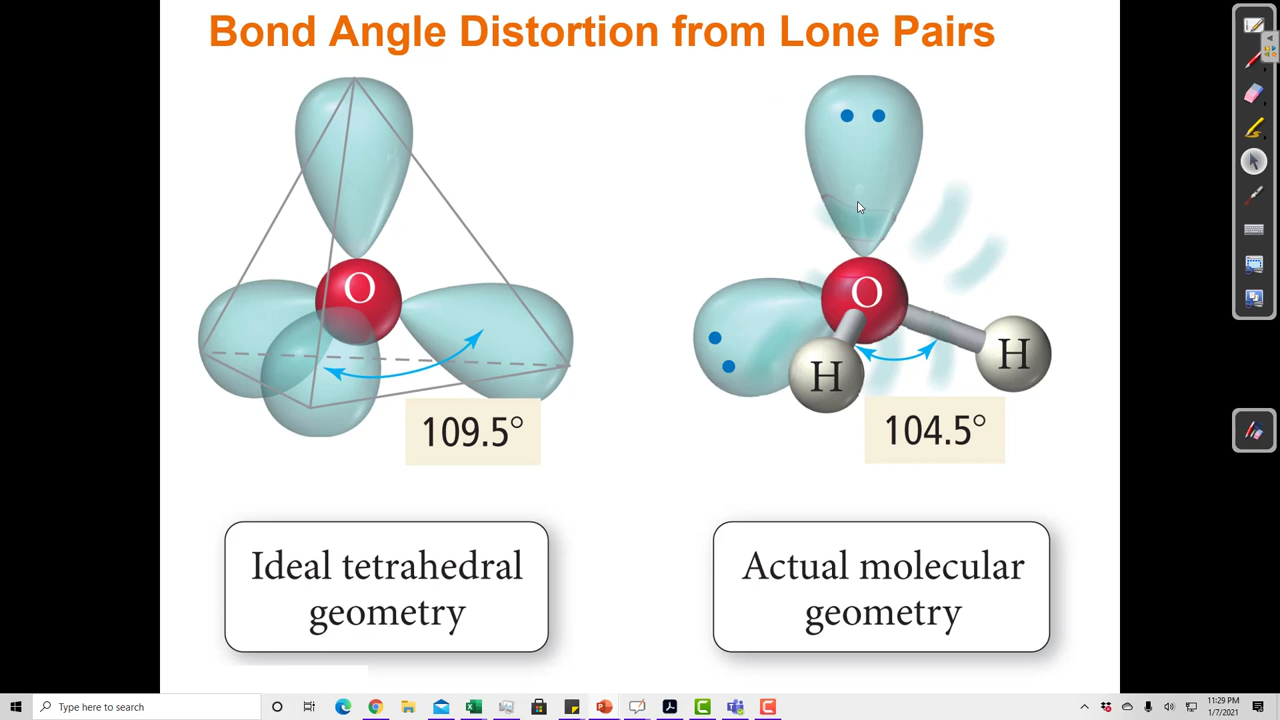 Bond Angle Distortion from Lone Pairs
O
109.5°
Ideal tetrahedral
geometry
O
H
H
104.5°
Actual molecular
geometry
Type here to search
11:29 PM
1/7/2021